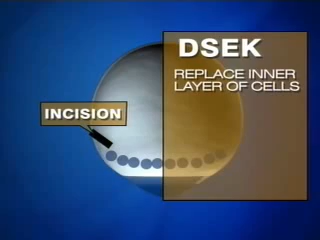 DSEK
REPLACE INNER
LAYER OF CELLS
INCISION